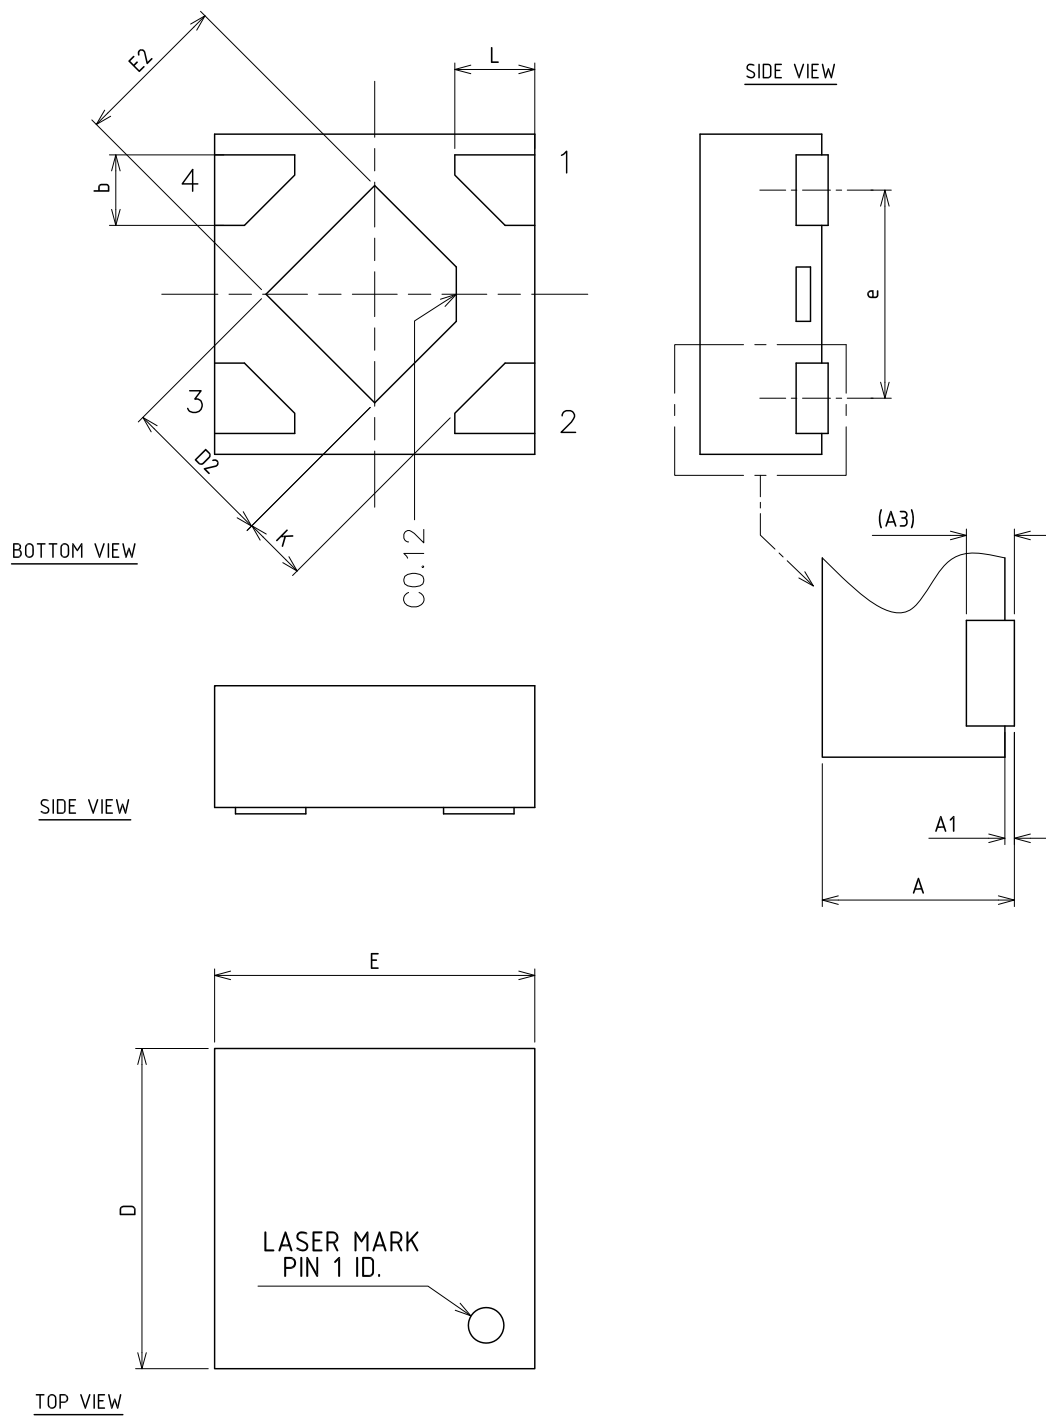 E2
L
SIDE VIEW
1
4
b
e
3
2
D2
K
BOTTOM VIEW
C0.12
(A3)
SIDE VIEW
A1
A
E
D
LASER MARK
PIN 1 ID.
TOP VIEW